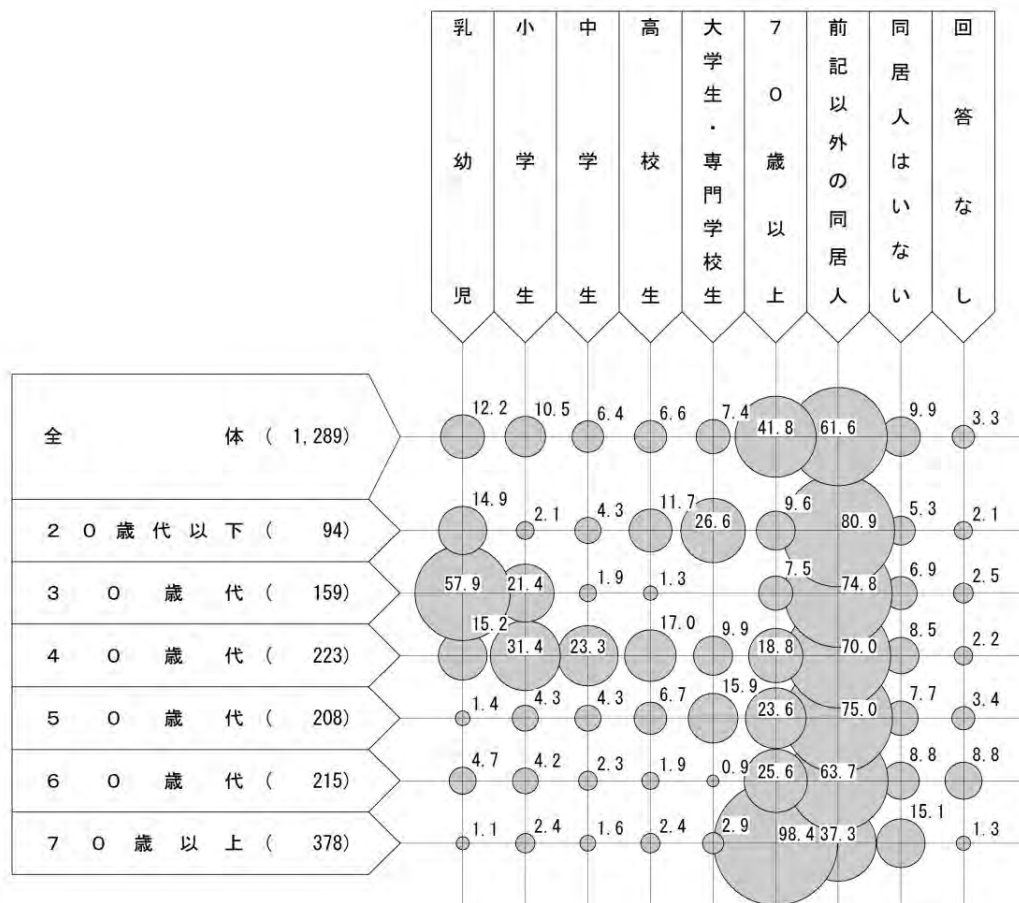 乳幼児
小学生
中学生
高校生
大学生・専門学校生
70歳以上
前記以外の同居人
同居人はいない
回答なし
全体(1,289)
12.2 10.5 6.4 6.6 7.4 41.8 61.6 9.9 3.3
20歳代以下(94)
14.9 2.1 4.3 11.7 26.6 9.6 80.9 5.3 2.1
30歳代(159)
57.9 21.4 1.9 1.3 7.5 74.8 6.9 2.5
40歳代(223)
15.2 31.4 23.3 17.0 9.9 18.8 70.0 8.5 2.2
50歳代(208)
1.4 4.3 4.3 6.7 15.9 23.6 75.0 7.7 3.4
60歳代(215)
4.7 4.2 2.3 1.9 0.9 25.6 63.7 8.8 8.8
70歳以上(378)
1.1 2.4 1.6 2.4 2.9 98.4 37.3 15.1 1.3